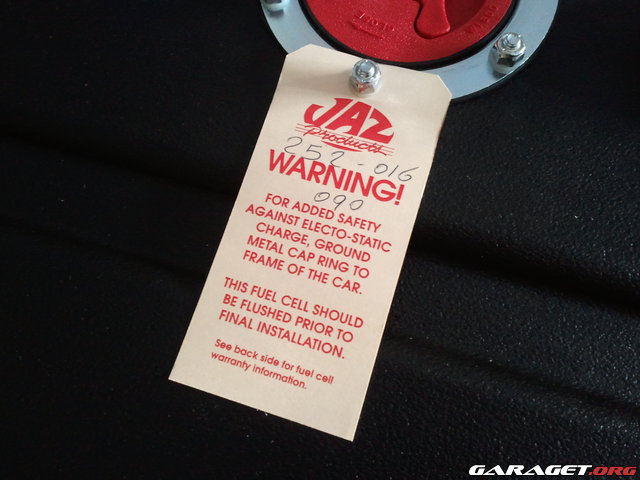 JAZ
Products
252-016
WARNING!
090
FOR ADDED SAFETY
AGAINST ELECTO-STATIC
CHARGE, GROUND
METAL CAP RING TO
FRAME OF THE CAR.
THIS FUEL CELL SHOULD
BE FLUSHED PRIOR TO
FINAL INSTALLATION.
See back side for fuel cell
warranty information.
GARAGET.ORG